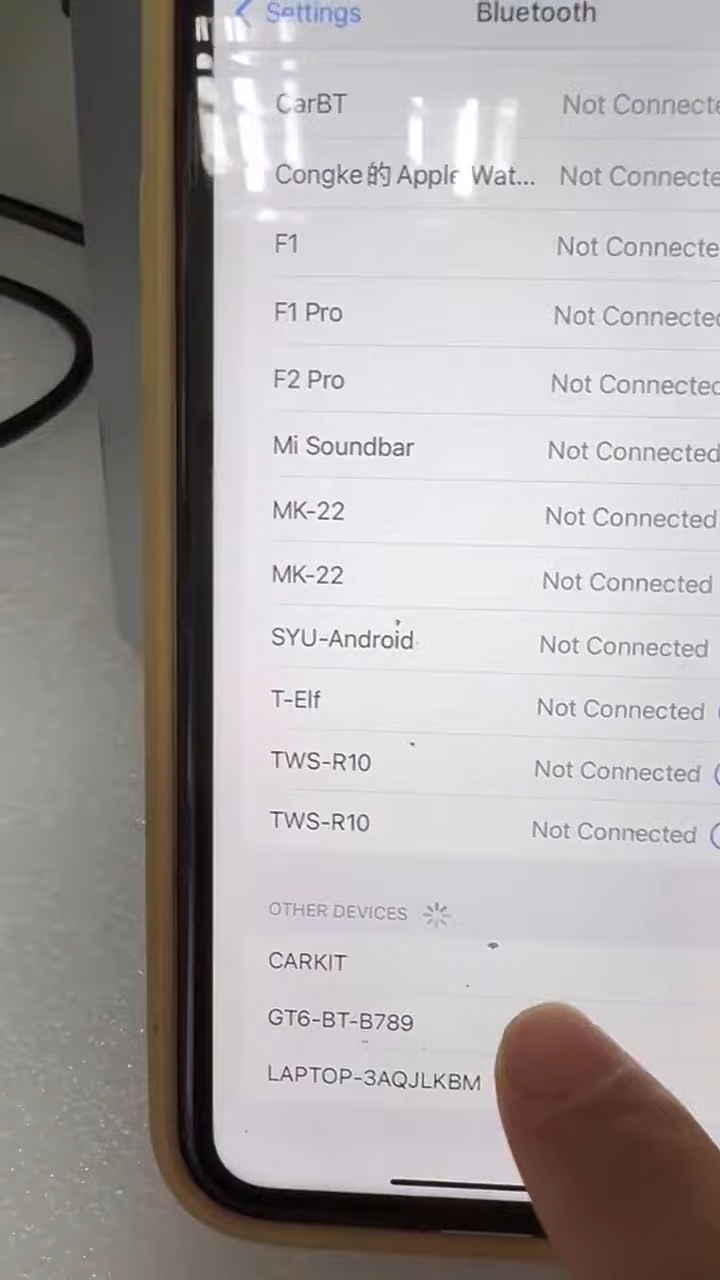 Settings Bluetooth
CarBT Not Connecte
Congke的 Apple Wat... Not Connecte
F1 Not Connecte
F1 Pro Not Connected
F2 Pro Not Connected
Mi Soundbar Not Connected
MK-22 Not Connected
MK-22 Not Connected
SYU-Android Not Connected
T-Elf Not Connected
TWS-R10 Not Connected
TWS-R10 Not Connected
OTHER DEVICES
CARKIT
GT6-BT-B789
LAPTOP-3AQJLKBM